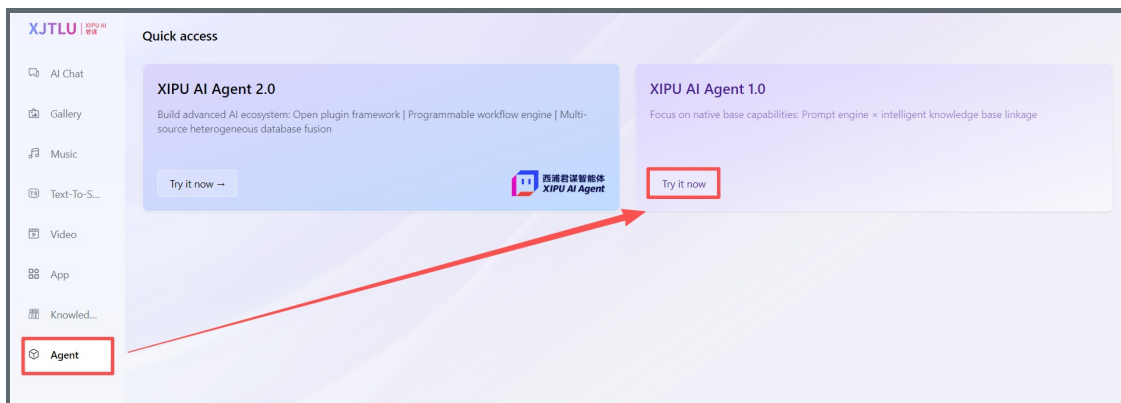 XJTLU | XIPU AI
君谋
AI Chat
Gallery
Music
Text-To-S...
Video
App
Knowled...
Agent
Quick access
XIPU AI Agent 2.0
Build advanced AI ecosystem: Open plugin framework | Programmable workflow engine | Multi-
source heterogeneous database fusion
Try it now →
西浦君谋智能体
XIPU AI Agent
XIPU AI Agent 1.0
Focus on native base capabilities: Prompt engine × intelligent knowledge base linkage
Try it now